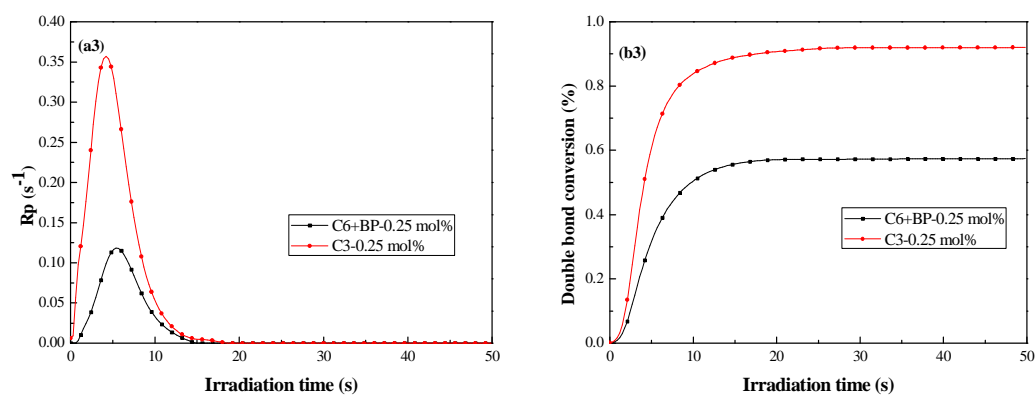 (a3)
Rp (s-1)
0.40
0.35
0.30
0.25
0.20
0.15
0.10
0.05
0.00
C6+BP-0.25 mol%
C3-0.25 mol%
0 10 20 30 40 50
Irradiation time (s)
(b3)
Double bond conversion (%)
1.0
0.8
0.6
0.4
0.2
0.0
C6+BP-0.25 mol%
C3-0.25 mol%
0 10 20 30 40 50
Irradiation time (s)